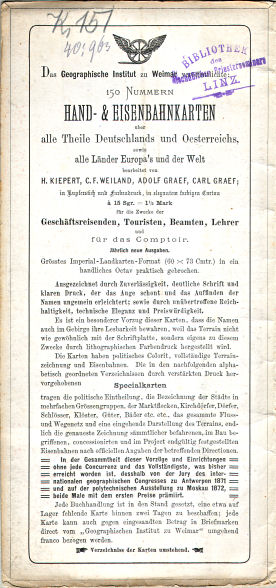 K, 157
40,903
BIBLIOTHEK
des
Priesterseminars
LINZ.
Das Geographische Institut zu Weimar
150 NUMMERN
HAND- & EISENBAHNKARTEN
über
alle Theile Deutschlands und Oesterreichs,
sowie
alle Länder Europa's und der Welt
bearbeitet von
H. KIEPERT, C. F. WEILAND, ADOLF GRAEF, CARL GRAEF;
in Kupferstich und Farbendruck, in elegantem farbigen Carton
à 15 Sgr. — 1½ Mark
für die Zwecke der
Geschäftsreisenden, Touristen, Beamten, Lehrer
und
für das Comptoir.
Jährlich neue Ausgaben.
Grösstes Imperial-Landkarten-Format (60 × 73 Cmtr.) in ein
handliches Octav praktisch gebrochen.
Ausgezeichnet durch Zuverlässigkeit, deutliche Schrift und
klaren Druck, der das Auge schont und das Auffinden der
Namen ungemein erleichtert; sowie durch unübertroffene Reich-
haltigkeit, technische Eleganz und Preiswürdigkeit.
Es ist ein besonderer Vorzug dieser Karten, dass die Namen
auch im Gebirge ihre Lesbarkeit bewahren, weil das Terrain nicht
wie gewöhnlich mit der Schriftplatte, sondern eigens zu diesem
Zwecke durch lithographischen Farbendruck hergestellt wird.
Die Karten haben politisches Colorit, vollständige Terrain-
zeichnung und Eisenbahnen. Die in den nachfolgenden alpha-
betisch geordneten Verzeichnissen durch verstärkten Druck her-
vorgehobenen
Specialkarten
tragen die politische Eintheilung, die Bezeichnung der Städte in
mehrfachen Grössengruppen, der Marktflecken, Kirchdörfer, Dörfer,
Schlösser, Klöster, Güter, Bäder etc. etc., das gesammte Fluss-
und Wegenetz und eine eingehende Darstellung des Terrains, end-
lich die genaueste Zeichnung sämmtlicher befahrenen, im Bau be-
griffenen, concessionirten und im Project endgültig festgestellten
Eisenbahnen nach officiellen Angaben der betreffenden Directionen.
In der Gesammtheit dieser Vorzüge und Einrichtungen
ohne jede Concurrenz und das Vollständigste, was bisher
erreicht worden ist, desshalb von der Jury des inter-
nationalen geographischen Congresses zu Antwerpen 1871
und auf der polytechnischen Ausstellung zu Moskau 1872,
beide Male mit dem ersten Preise prämiirt.
Jede Buchhandlung ist in den Stand gesetzt, eine etwa auf
Lager fehlende Karte binnen zwei Tagen zu beschaffen; jede
Karte kann auch gegen eingesandten Betrag in Briefmarken
direct vom „Geographischen Institut zu Weimar" umgehend
franco bezogen werden.
Verzeichniss der Karten umstehend.